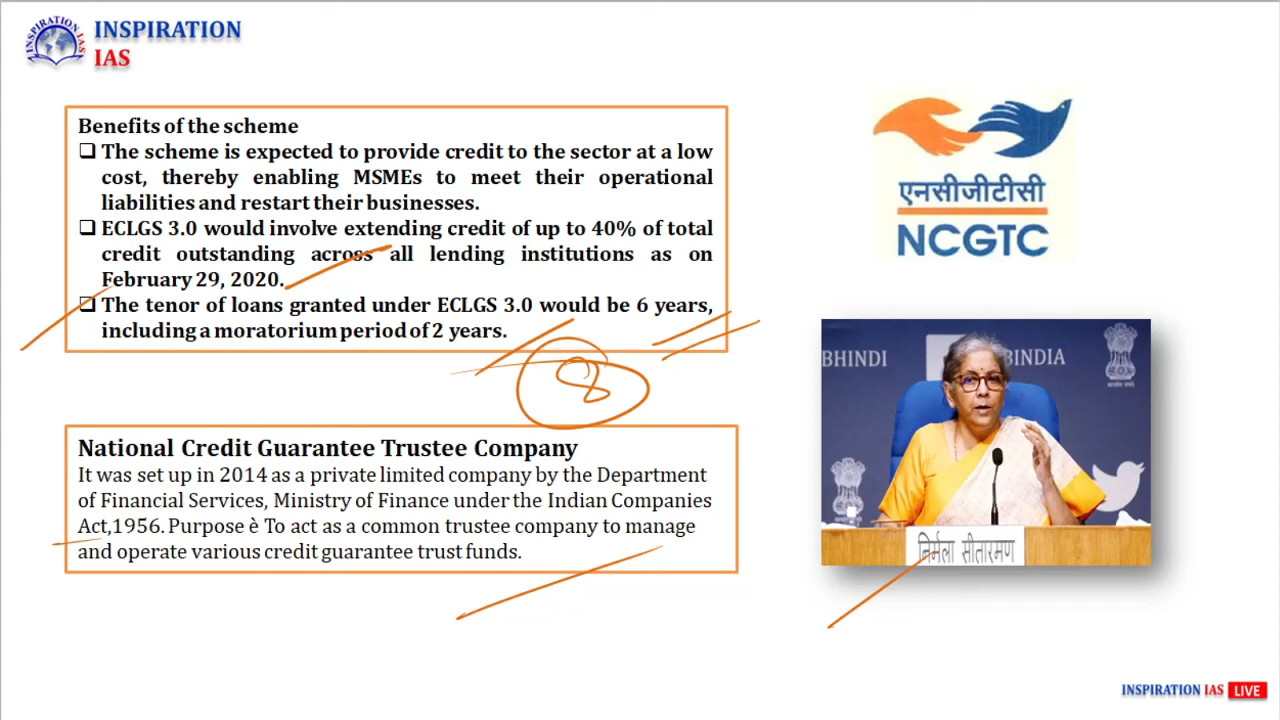 INSPIRATION
IAS
INSPIRATION IAS
Benefits of the scheme
❑ The scheme is expected to provide credit to the sector at a low
cost, thereby enabling MSMEs to meet their operational
liabilities and restart their businesses.
❑ ECLGS 3.0 would involve extending credit of up to 40% of total
credit outstanding across all lending institutions as on
February 29, 2020.
❑ The tenor of loans granted under ECLGS 3.0 would be 6 years,
including a moratorium period of 2 years.
8
National Credit Guarantee Trustee Company
It was set up in 2014 as a private limited company by the Department
of Financial Services, Ministry of Finance under the Indian Companies
Act,1956. Purpose è To act as a common trustee company to manage
and operate various credit guarantee trust funds.
एनसीजीटीसी
NCGTC
BHINDI
BINDIA
निर्मला सीतारमण
INSPIRATION IAS LIVE